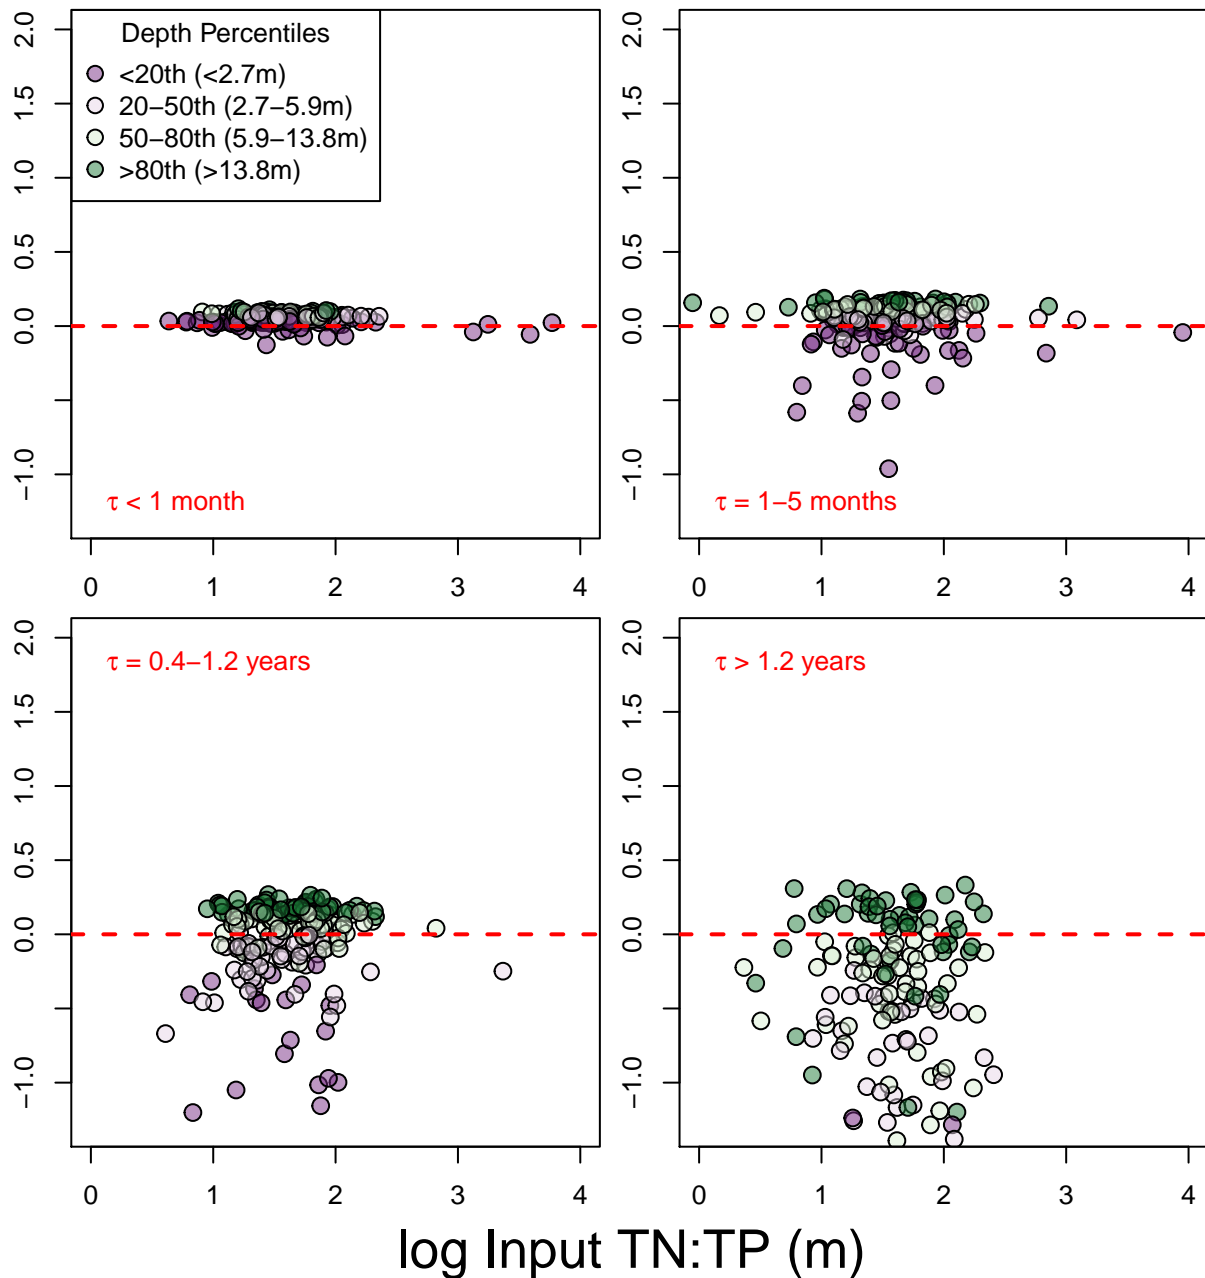 2.0
1.5
1.0
0.5
0.0
−1.0
Depth Percentiles
<20th (<2.7m)
20−50th (2.7−5.9m)
50−80th (5.9−13.8m)
>80th (>13.8m)
τ < 1 month
0 1 2 3 4
2.0
1.5
1.0
0.5
0.0
−1.0
τ = 1−5 months
0 1 2 3 4
2.0
1.5
1.0
0.5
0.0
−1.0
τ = 0.4−1.2 years
0 1 2 3 4
2.0
1.5
1.0
0.5
0.0
−1.0
τ > 1.2 years
0 1 2 3 4
log Input TN:TP (m)